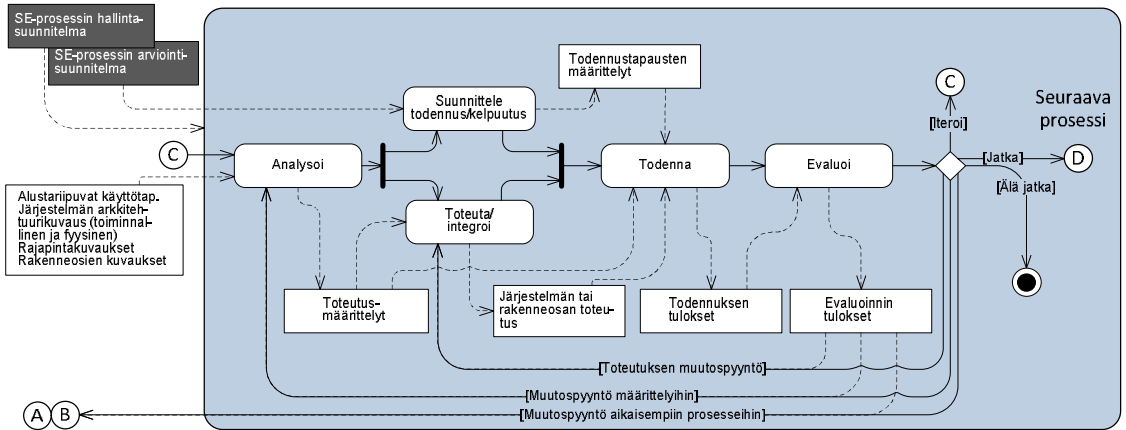 SE-prosessin hallinta-
suunnitelma
SE-prosessin arviointi-
suunnitelma
Todennustapausten
määrittelyt
Suunnittele
todennus/kelpuutus
C
Seuraava
prosessi
[Iteroi]
C
Analysoi
Todenna
Evaluoi
[Jatka]
D
[Älä jatka]
Alustariipuvat käyttötap.
Järjestelmän arkkiteh-
tuurikuvaus (toiminnal-
linen ja fyysinen)
Rajapintakuvaukset
Rakenneosien kuvaukset
Toteuta/
integroi
Toteutus-
määrittelyt
Järjestelmän tai
rakenneosan toteu-
tus
Todennuksen
tulokset
Evaluoinnin
tulokset
[Toteutuksen muutospyyntö]
[Muutospyyntö määrittelyihin]
[Muutospyyntö aikaisempiin prosesseihin]
A
B